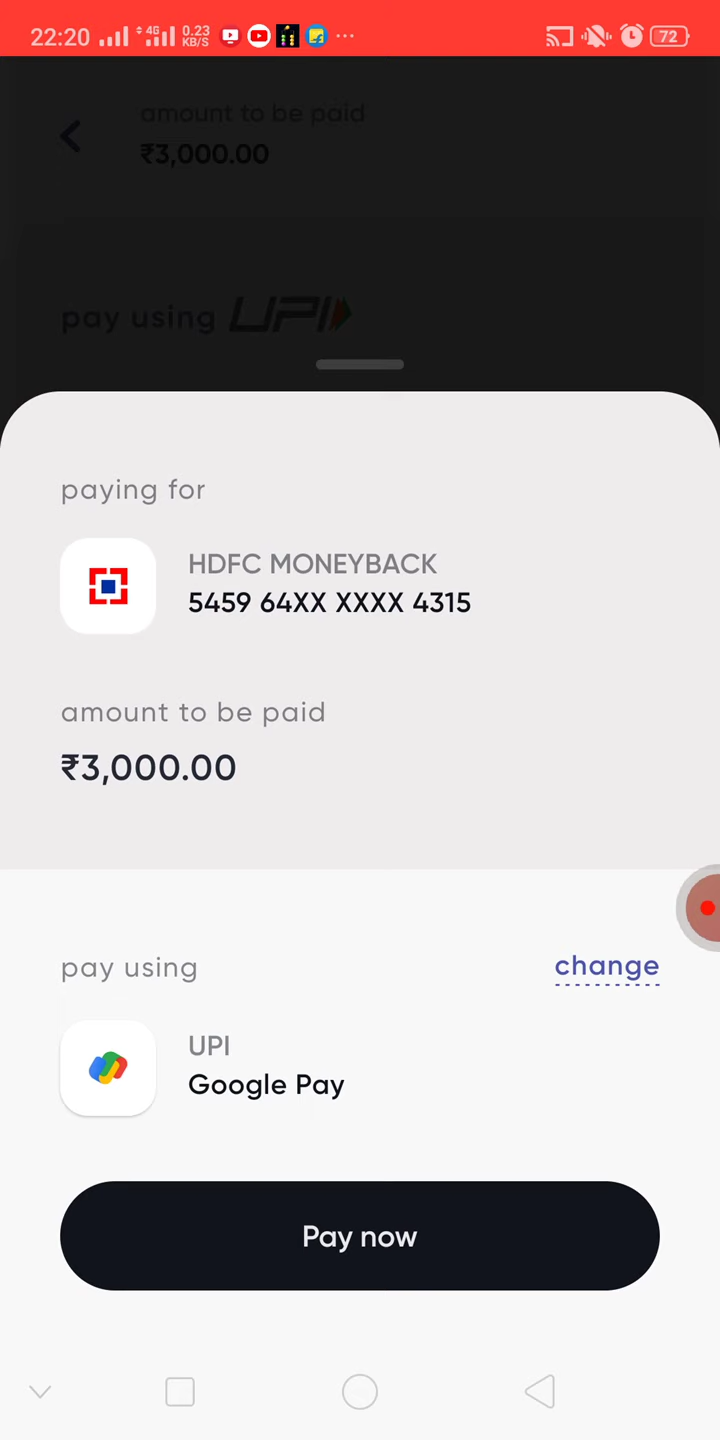 22:20 4G 0.23 KB/S 72
amount to be paid
₹3,000.00
pay using UPI
paying for
HDFC MONEYBACK
5459 64XX XXXX 4315
amount to be paid
₹3,000.00
pay using change
UPI
Google Pay
Pay now